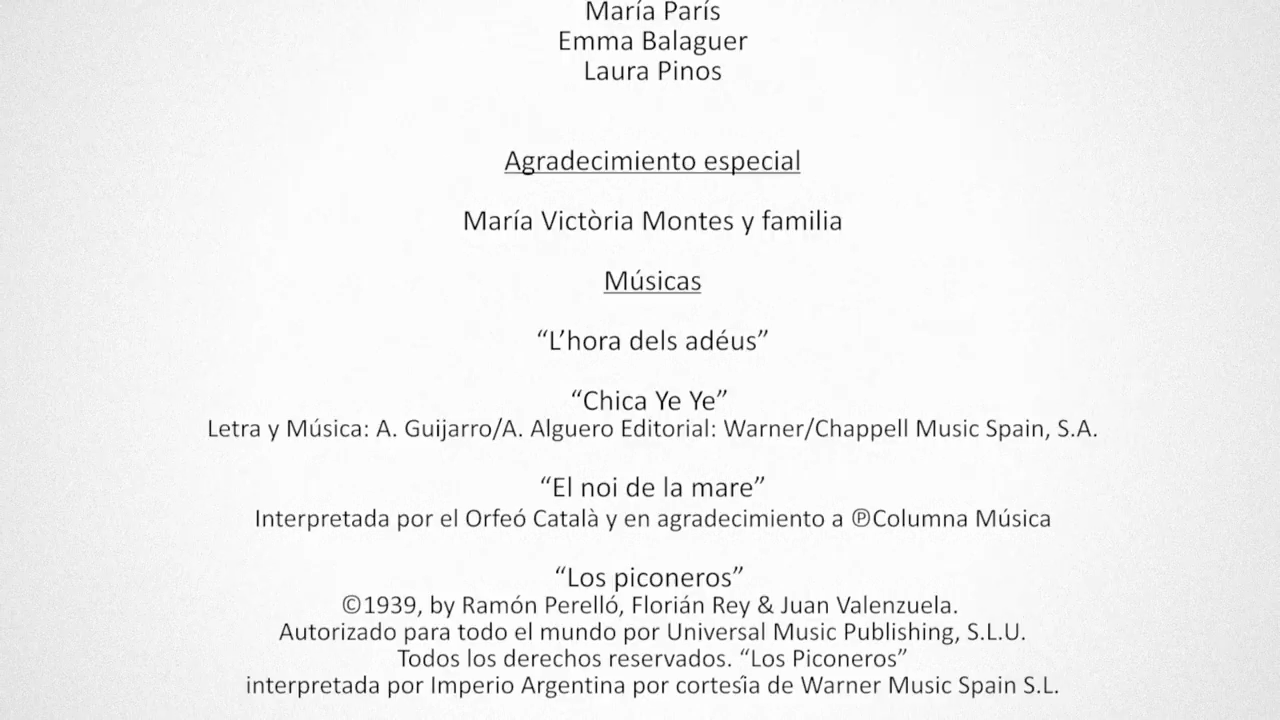 María París
Emma Balaguer
Laura Pinos
Agradecimiento especial
María Victòria Montes y familia
Músicas
“L’hora dels adéus”
“Chica Ye Ye”
Letra y Música: A. Guijarro/A. Alguero Editorial: Warner/Chappell Music Spain, S.A.
“El noi de la mare”
Interpretada por el Orfeó Català y en agradecimiento a ℗Columna Música
“Los piconeros”
©1939, by Ramón Perelló, Florián Rey & Juan Valenzuela.
Autorizado para todo el mundo por Universal Music Publishing, S.L.U.
Todos los derechos reservados. “Los Piconeros”
interpretada por Imperio Argentina por cortesía de Warner Music Spain S.L.